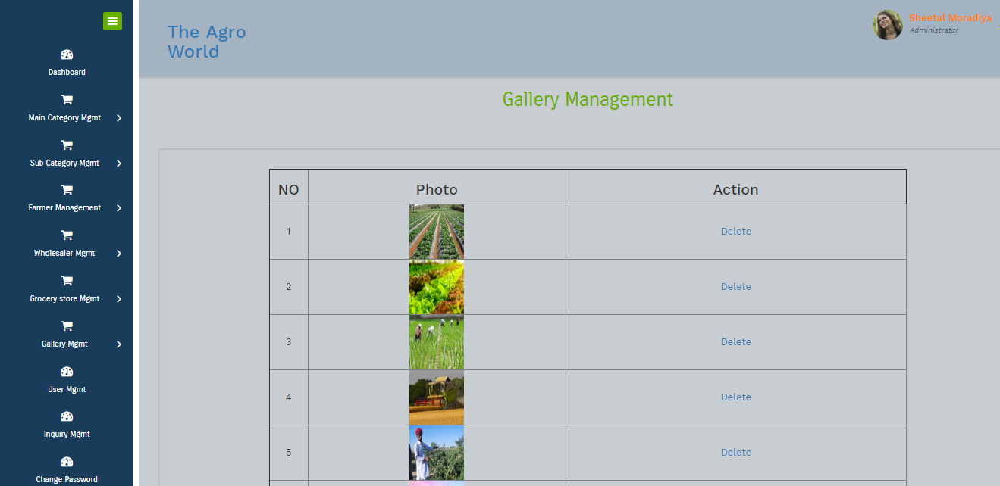 Dashboard
Main Category Mgmt
Sub Category Mgmt
Farmer Management
Wholesaler Mgmt
Grocery store Mgmt
Gallery Mgmt
User Mgmt
Inquiry Mgmt
Change Password
The Agro
World
Sheetal Moradiya
Administrator
Gallery Management
NO Photo Action
1 Delete
2 Delete
3 Delete
4 Delete
5 Delete